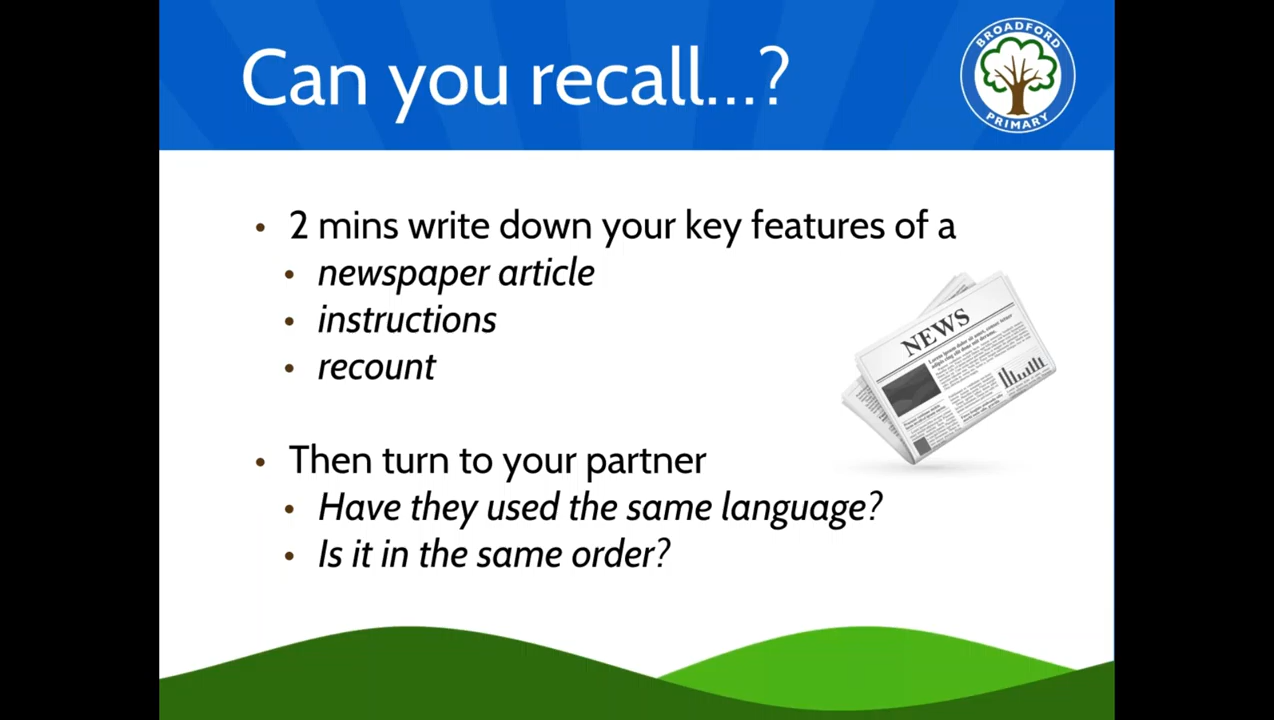 Can you recall...?
BROADFORD
PRIMARY
• 2 mins write down your key features of a
• newspaper article
• instructions
• recount
NEWS
• Then turn to your partner
• Have they used the same language?
• Is it in the same order?